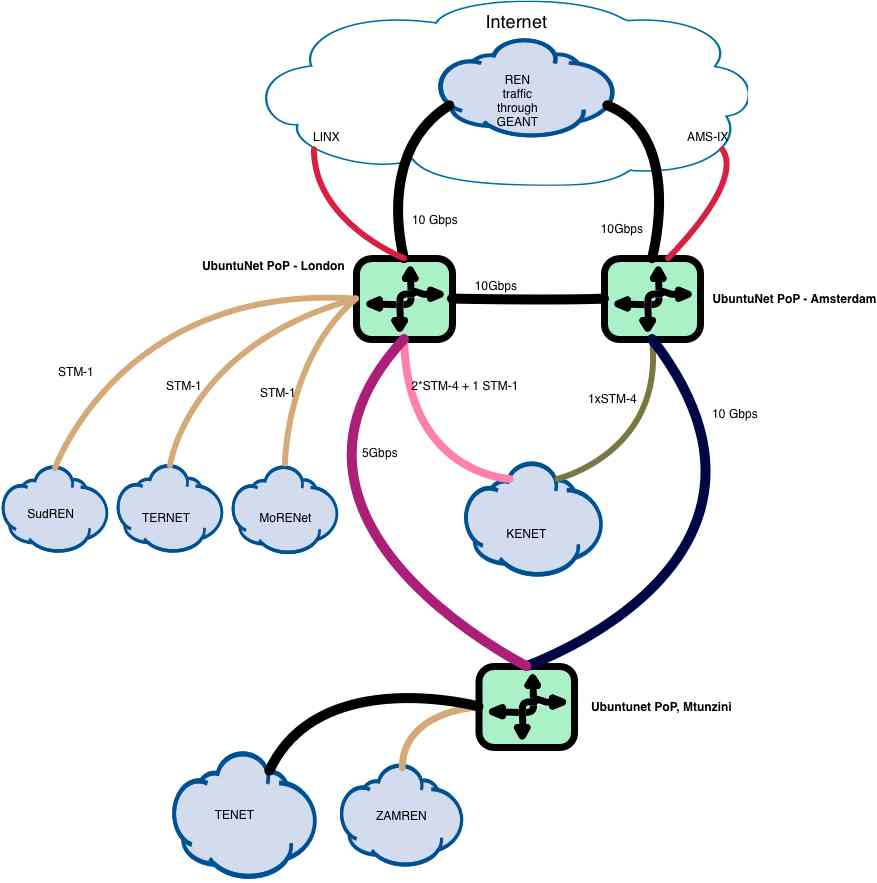 Internet
REN
traffic
through
GEANT
LINX
AMS-IX
10 Gbps
10Gbps
UbuntuNet PoP - London
10Gbps
UbuntuNet PoP - Amsterdam
STM-1
STM-1
STM-1
2*STM-4 + 1 STM-1
1xSTM-4
10 Gbps
5Gbps
SudREN
TERNET
MoRENet
KENET
Ubuntunet PoP, Mtunzini
TENET
ZAMREN